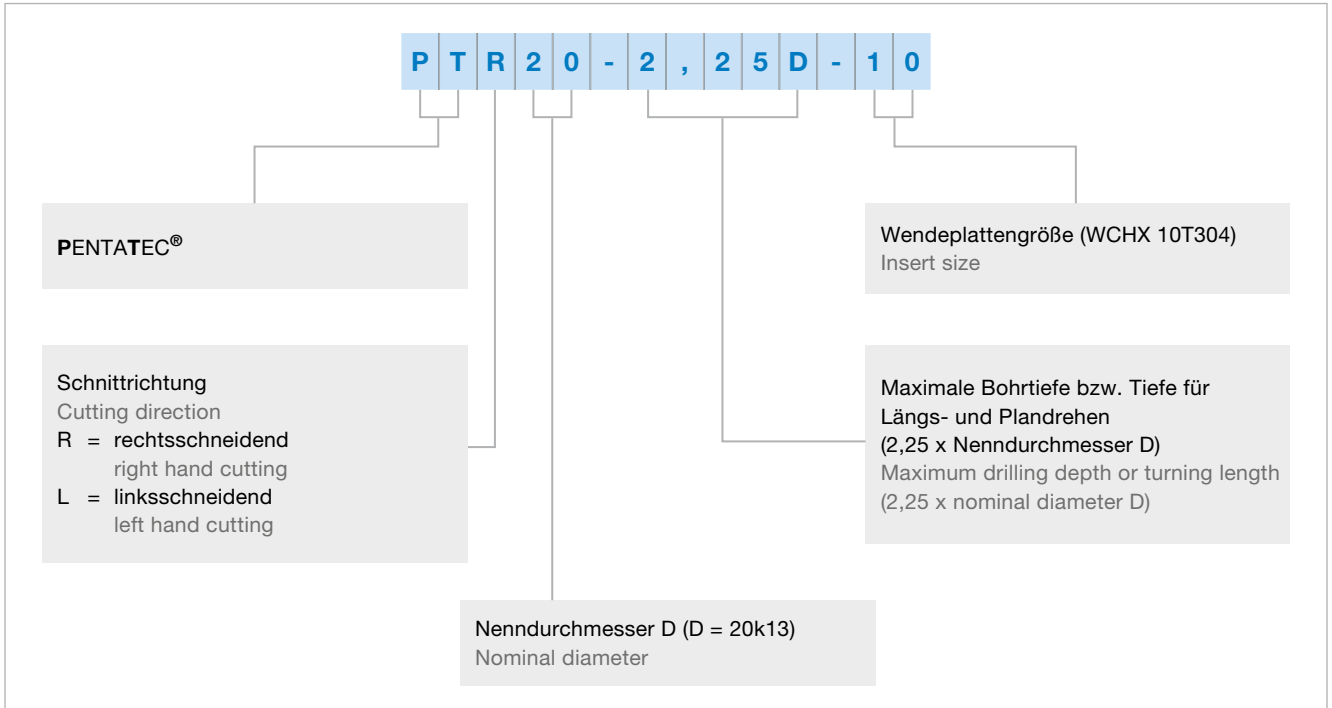 PTR20-2,25D-10
PENTATEC®
Wendeplattengröße (WCHX 10T304)
Insert size
Schnittrichtung
Cutting direction
R = rechtsschneidend
right hand cutting
L = linksschneidend
left hand cutting
Maximale Bohrtiefe bzw. Tiefe für
Längs- und Plandrehen
(2,25 x Nenndurchmesser D)
Maximum drilling depth or turning length
(2,25 x nominal diameter D)
Nenndurchmesser D (D = 20k13)
Nominal diameter